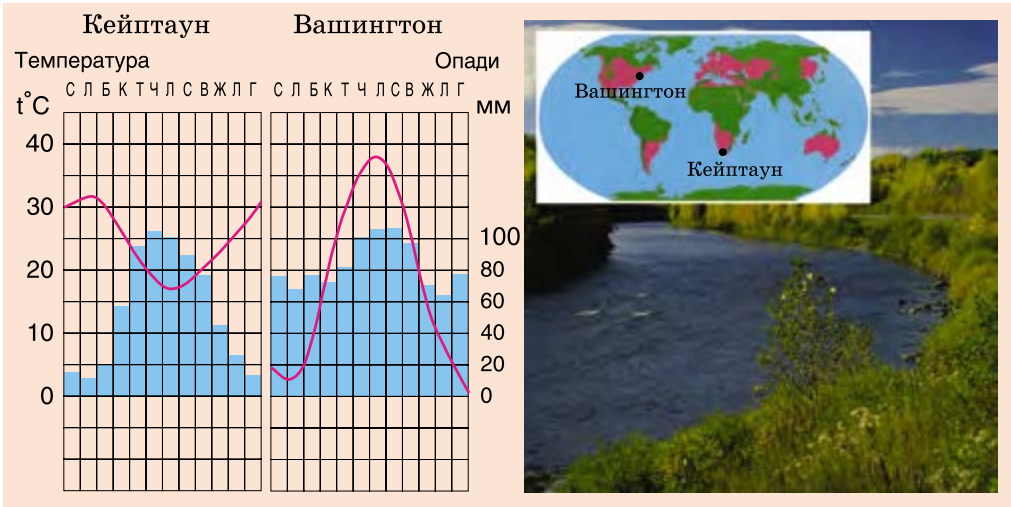 Кейптаун
Вашингтон
Температура
Опади
С Л Б К Т Ч Л С В Ж Л Г
С Л Б К Т Ч Л С В Ж Л Г
t°C
мм
40
30
20
10
0
100
80
60
40
20
0
Вашингтон
Кейптаун